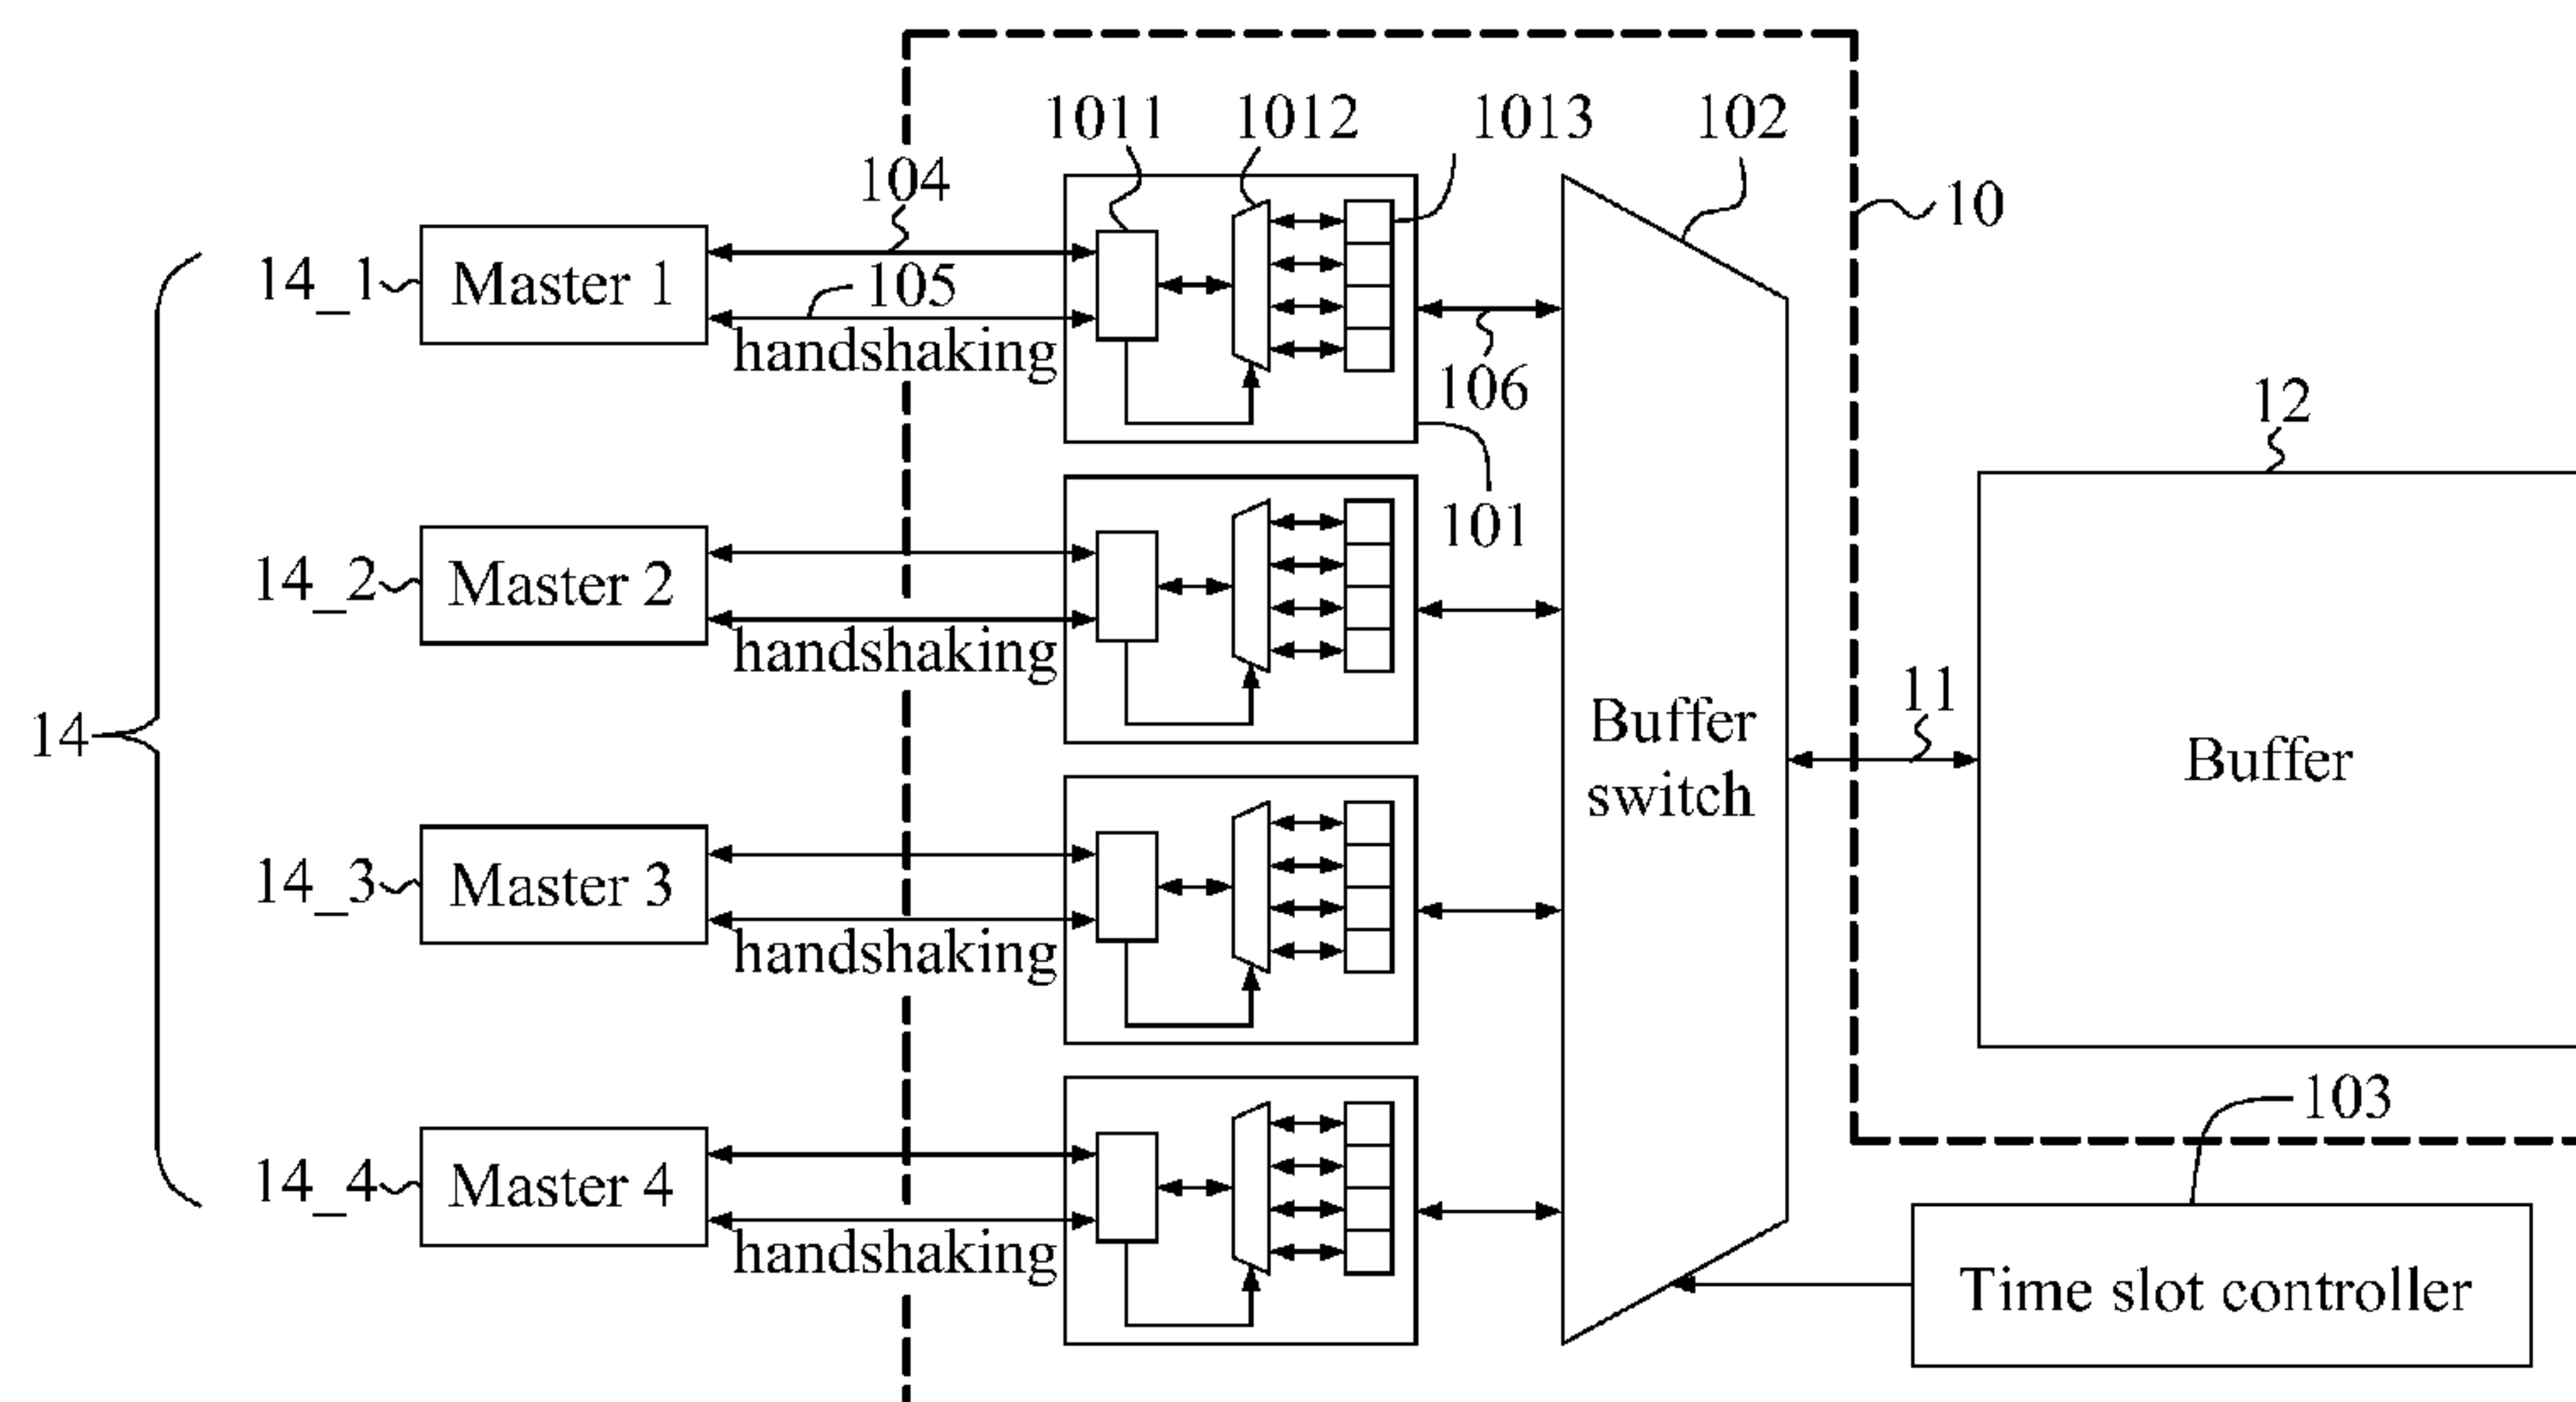 1011
1012
1013
102
104
10
14_1
Master 1
105
handshaking
106
12
101
14_2
Master 2
handshaking
11
14
Buffer
switch
Buffer
14_3
Master 3
handshaking
103
14_4
Master 4
handshaking
Time slot controller